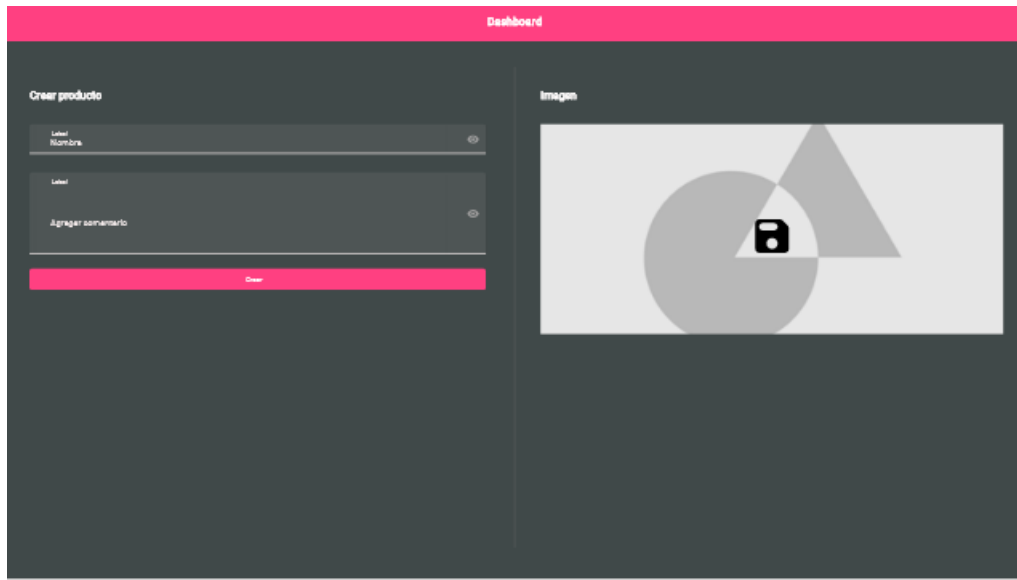 Dashboard
Crear producto
Label
Nombre
Label
Agregar comentario
Crear
Imagen